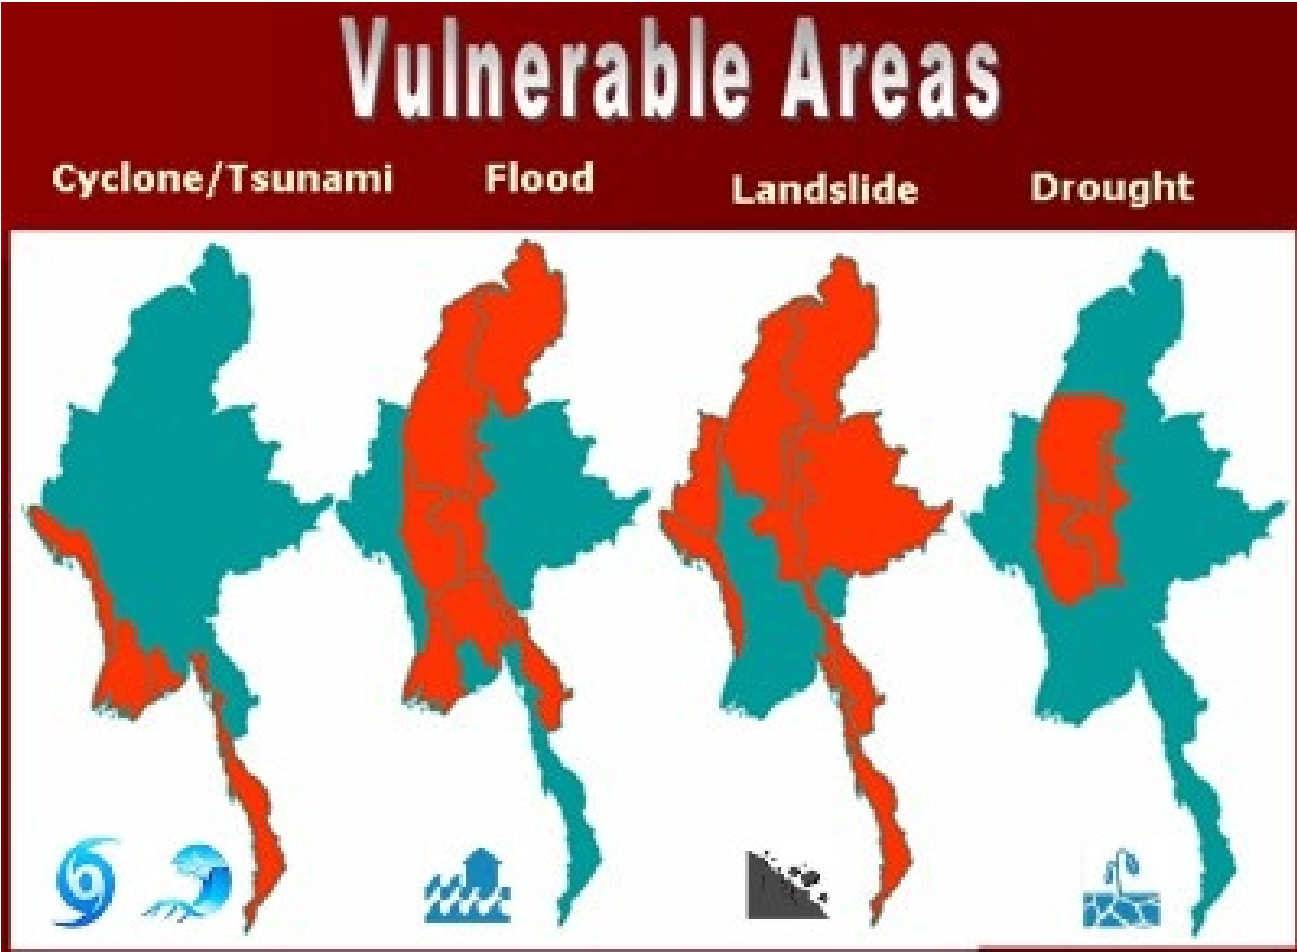 Vulnerable Areas
Cyclone/Tsunami
Flood
Landslide
Drought